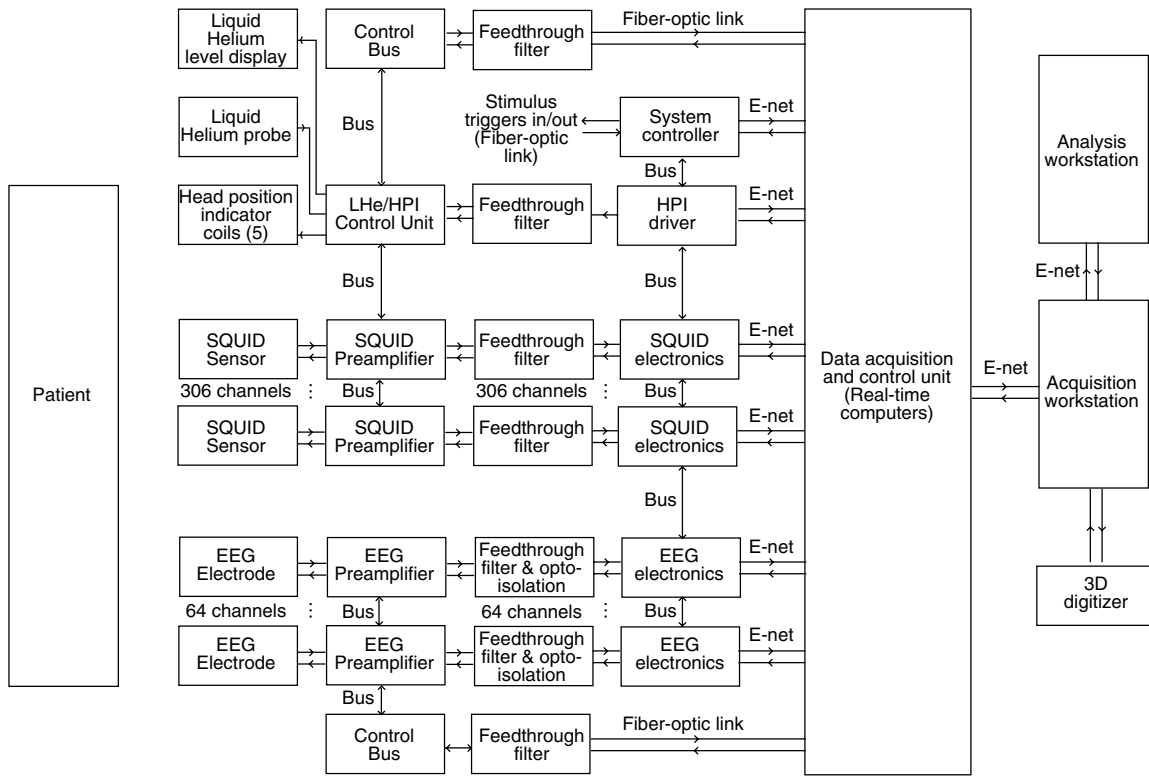 Liquid
Helium
level display
Control
Bus
Feedthrough
filter
Fiber-optic link
Bus
Liquid
Helium probe
Stimulus
triggers in/out
(Fiber-optic
link)
System
controller
E-net
Bus
Head position
indicator
coils (5)
LHe/HPI
Control Unit
Feedthrough
filter
HPI
driver
E-net
Bus
Bus
SQUID
Sensor
SQUID
Preamplifier
Feedthrough
filter
SQUID
electronics
E-net
306 channels ⋮
Bus
306 channels ⋮
Bus
SQUID
Sensor
SQUID
Preamplifier
Feedthrough
filter
SQUID
electronics
E-net
Bus
EEG
Electrode
EEG
Preamplifier
Feedthrough
filter & opto-
isolation
EEG
electronics
E-net
64 channels ⋮
Bus
64 channels ⋮
Bus
EEG
Electrode
EEG
Preamplifier
Feedthrough
filter & opto-
isolation
EEG
electronics
E-net
Bus
Control
Bus
Feedthrough
filter
Fiber-optic link
Patient
Data acquisition
and control unit
(Real-time
computers)
E-net
Analysis
workstation
E-net
Acquisition
workstation
3D
digitizer